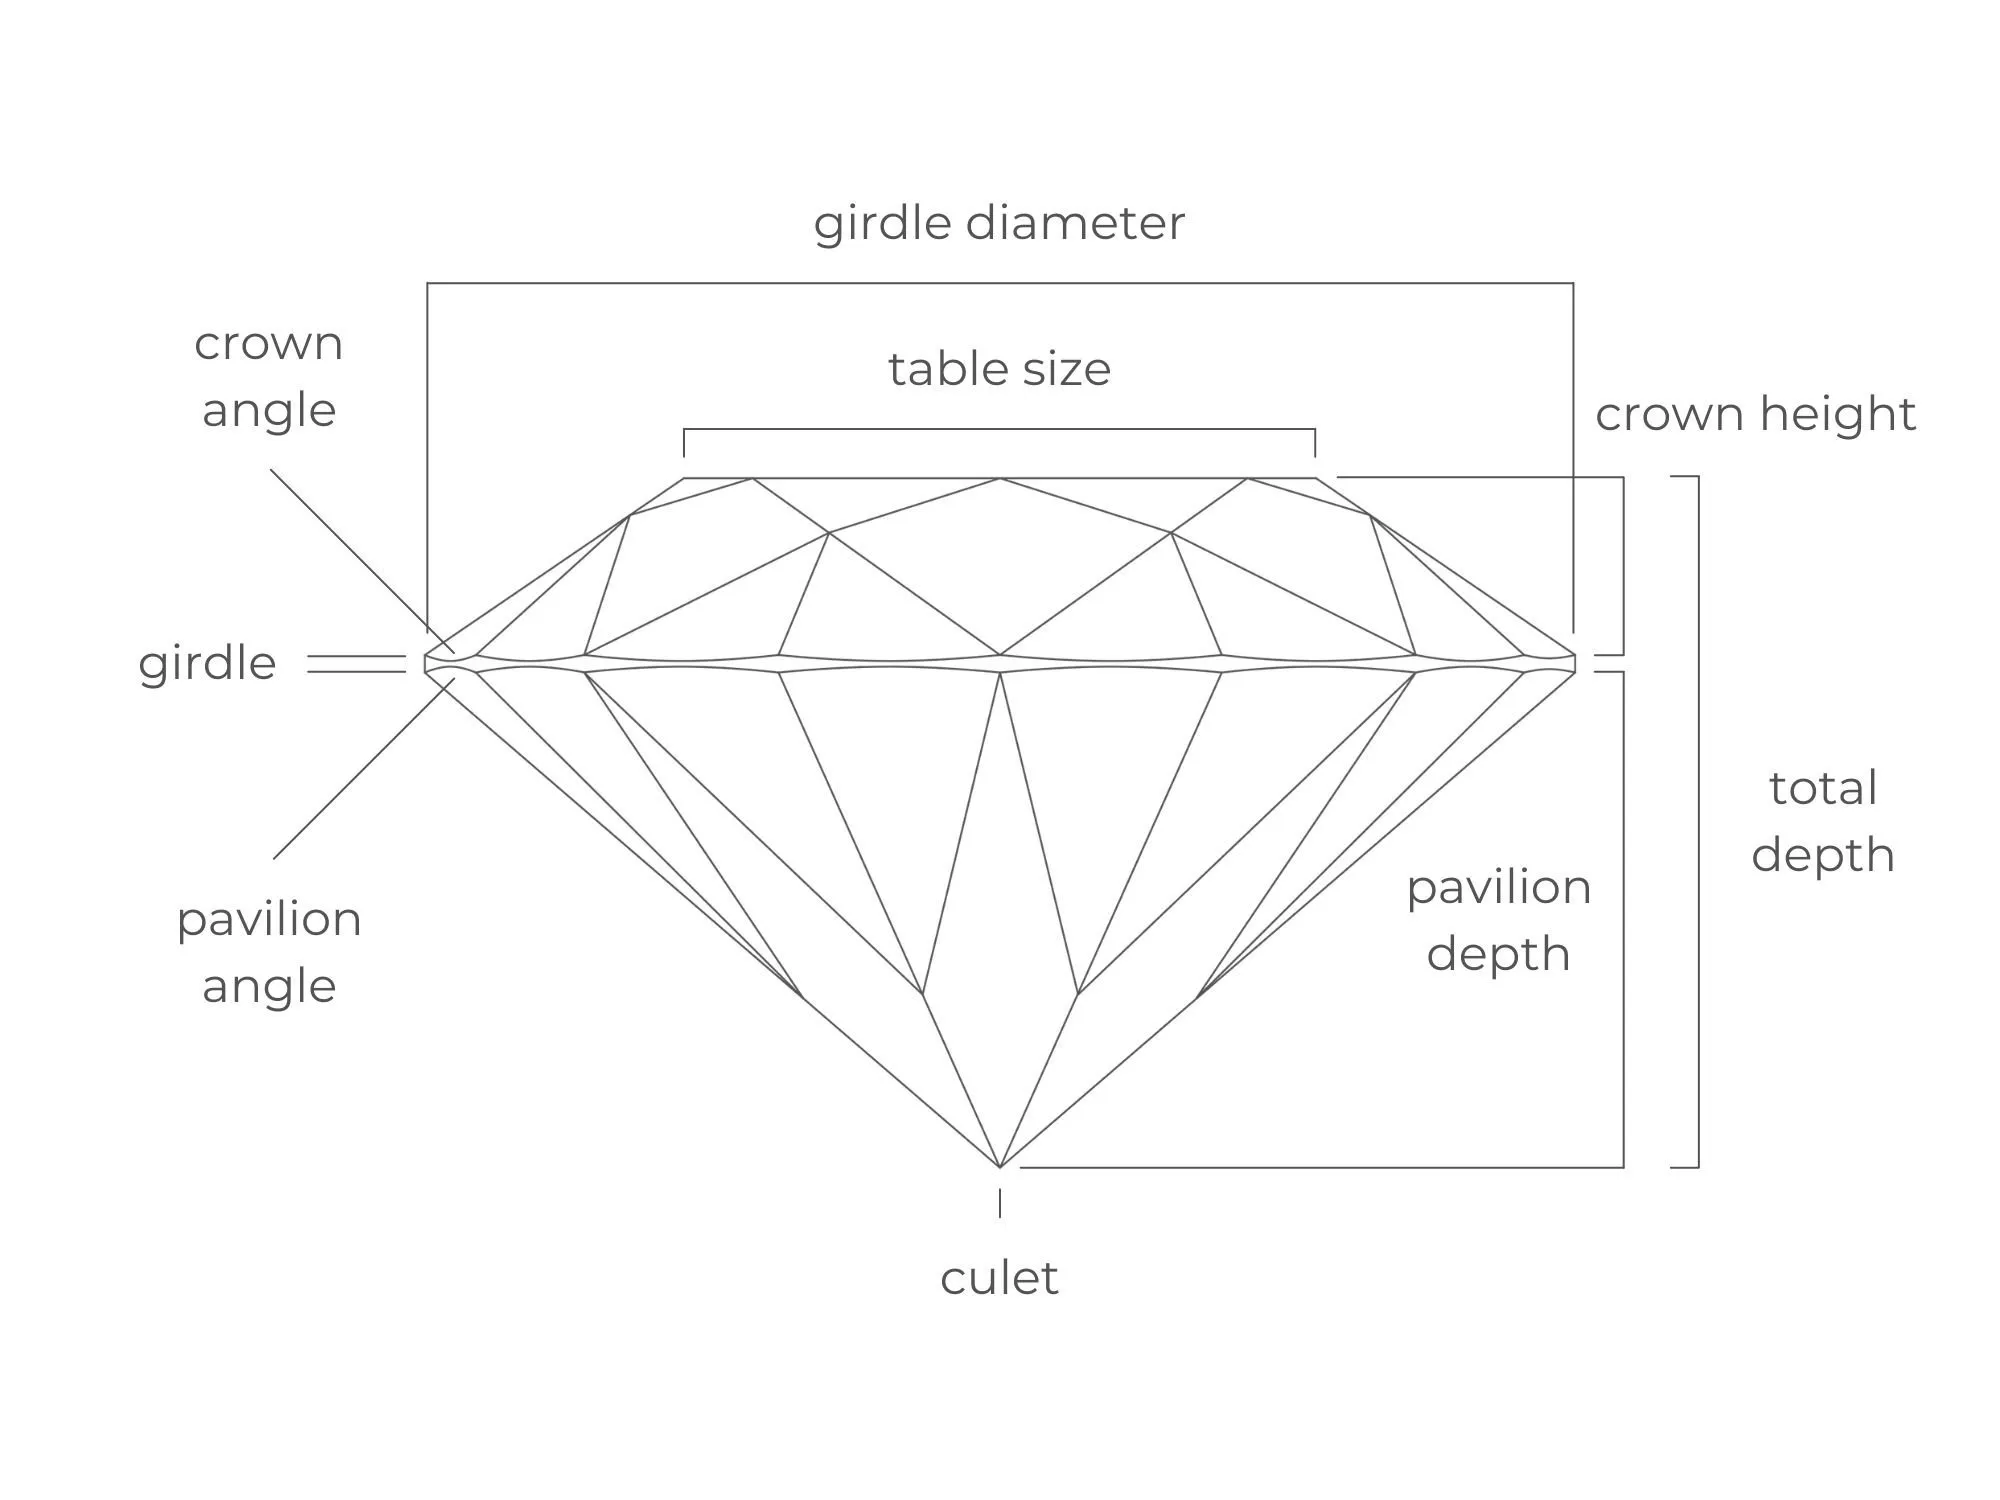 girdle diameter
crown
angle
table size
crown height
girdle
total
depth
pavilion
depth
pavilion
angle
culet